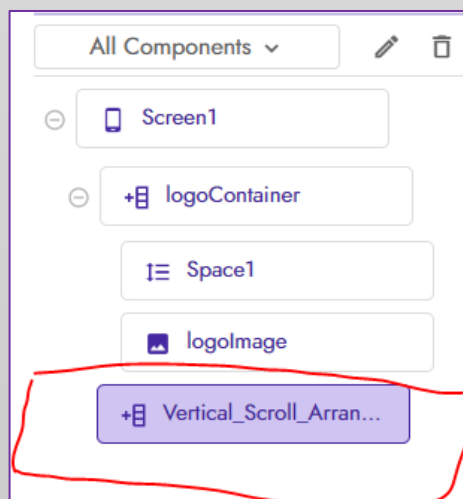 All Components
Screen1
logoContainer
Space1
logoImage
Vertical_Scroll_Arran...